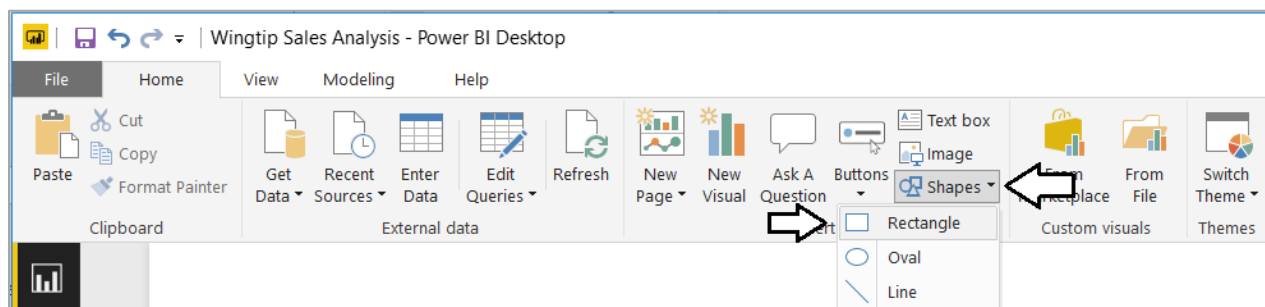 Wingtip Sales Analysis - Power BI Desktop
File Home View Modeling Help
Paste
Cut
Copy
Format Painter
Clipboard
Get Data
Recent Sources
Enter Data
Edit Queries
Refresh
External data
New Page
New Visual
Ask A Question
Buttons
Text box
Image
Shapes
Rectangle
Oval
Line
From
From File
Custom visuals
Switch Theme
Themes